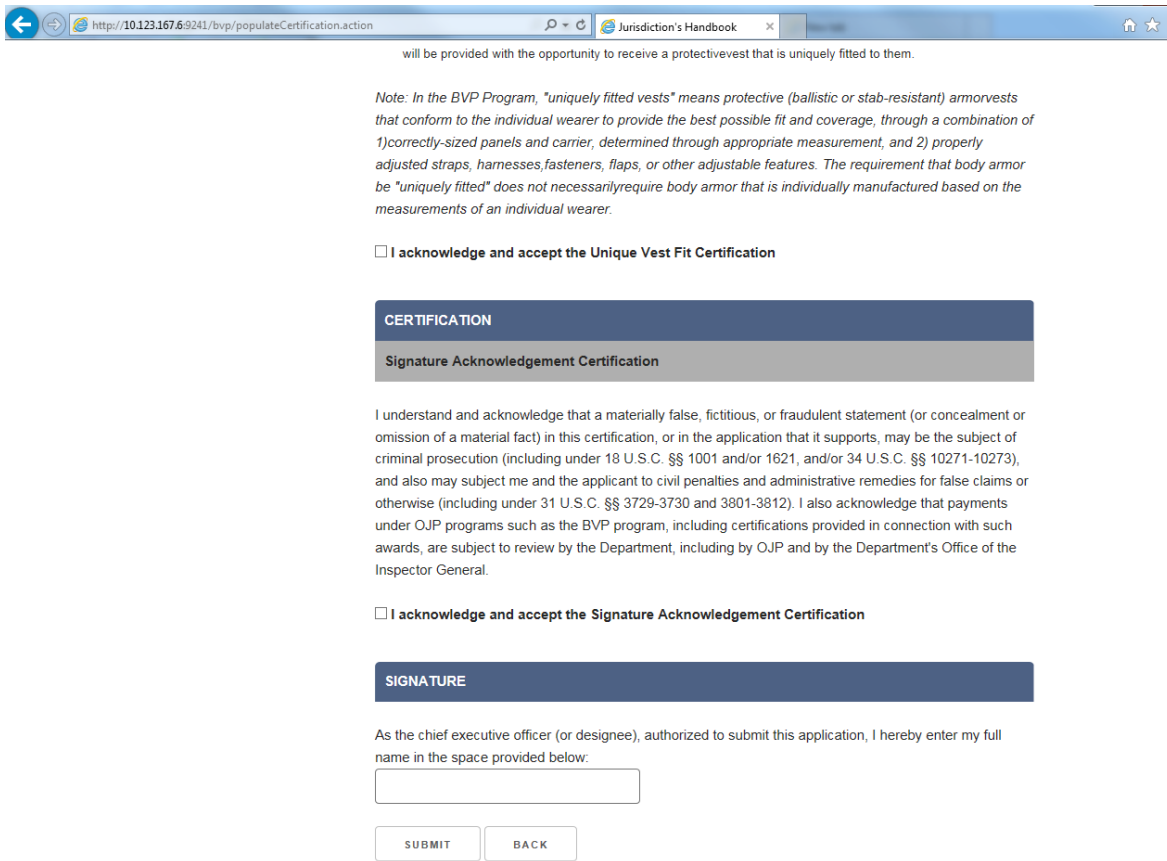 http://10.123.167.6:9241/bvp/populateCertification.action
Jurisdiction's Handbook
will be provided with the opportunity to receive a protectivevest that is uniquely fitted to them.
Note: In the BVP Program, "uniquely fitted vests" means protective (ballistic or stab-resistant) armorvests
that conform to the individual wearer to provide the best possible fit and coverage, through a combination of
1)correctly-sized panels and carrier, determined through appropriate measurement, and 2) properly
adjusted straps, harnesses,fasteners, flaps, or other adjustable features. The requirement that body armor
be "uniquely fitted" does not necessarilyrequire body armor that is individually manufactured based on the
measurements of an individual wearer.
I acknowledge and accept the Unique Vest Fit Certification
CERTIFICATION
Signature Acknowledgement Certification
I understand and acknowledge that a materially false, fictitious, or fraudulent statement (or concealment or
omission of a material fact) in this certification, or in the application that it supports, may be the subject of
criminal prosecution (including under 18 U.S.C. §§ 1001 and/or 1621, and/or 34 U.S.C. §§ 10271-10273),
and also may subject me and the applicant to civil penalties and administrative remedies for false claims or
otherwise (including under 31 U.S.C. §§ 3729-3730 and 3801-3812). I also acknowledge that payments
under OJP programs such as the BVP program, including certifications provided in connection with such
awards, are subject to review by the Department, including by OJP and by the Department's Office of the
Inspector General.
I acknowledge and accept the Signature Acknowledgement Certification
SIGNATURE
As the chief executive officer (or designee), authorized to submit this application, I hereby enter my full
name in the space provided below:
SUBMIT BACK